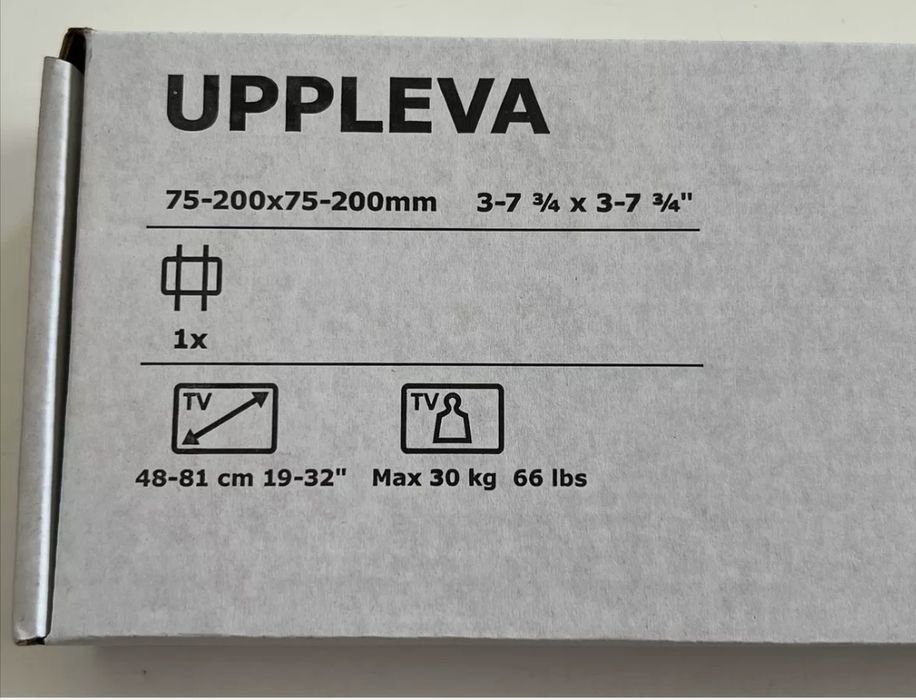 UPPLEVA
75-200x75-200mm 3-7 ¾ x 3-7 ¾"
1x
TV TV
48-81 cm 19-32" Max 30 kg 66 lbs